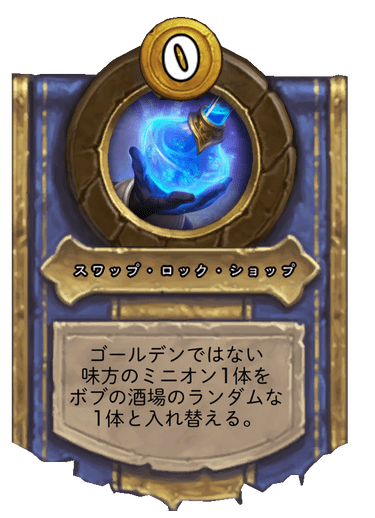 0
スワップ・ロック・ショップ
ゴールデンではない
味方のミニオン1体を
ボブの酒場のランダムな
1体と入れ替える。